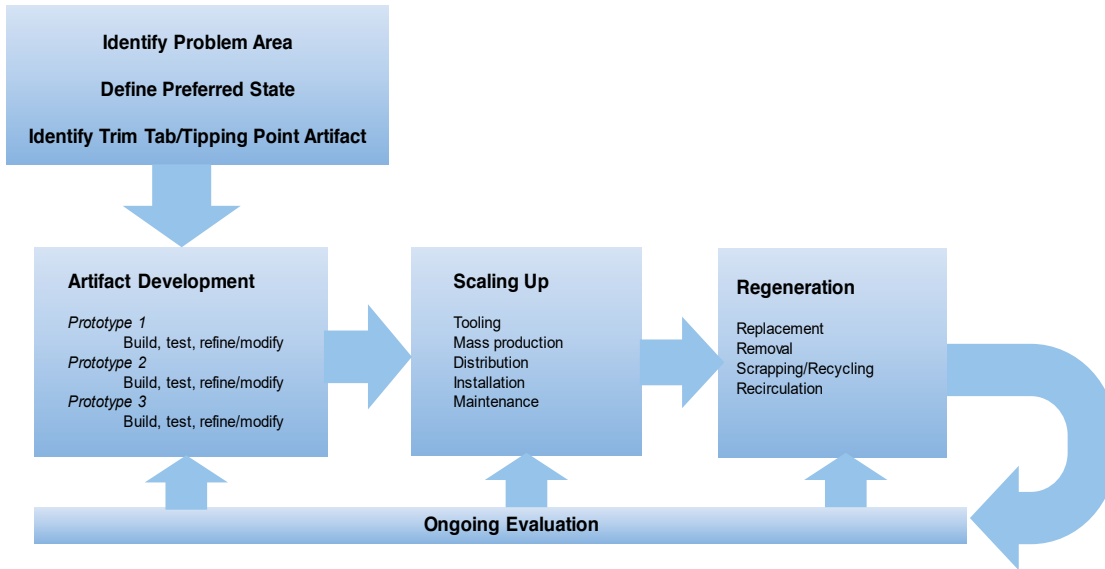 Identify Problem Area
Define Preferred State
Identify Trim Tab/Tipping Point Artifact
Artifact Development
Prototype 1
Build, test, refine/modify
Prototype 2
Build, test, refine/modify
Prototype 3
Build, test, refine/modify
Scaling Up
Tooling
Mass production
Distribution
Installation
Maintenance
Regeneration
Replacement
Removal
Scrapping/Recycling
Recirculation
Ongoing Evaluation